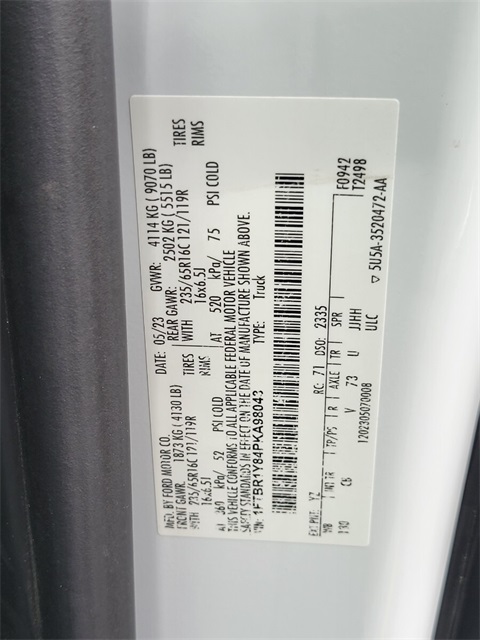 MFD. BY FORD MOTOR CO.
DATE: 05/23 GVWR: 4114 KG ( 9070 LB)
FRONT GAWR: 1873 KG ( 4130 LB) REAR GAWR: 2502 KG ( 5515 LB)
WITH 235/65R16C 121/119R TIRES WITH 235/65R16C 121/119R TIRES
16x6.5J RIMS 16x6.5J RIMS
AT 360 kPa/ 52 PSI COLD AT 520 kPa/ 75 PSI COLD
THIS VEHICLE CONFORMS TO ALL APPLICABLE FEDERAL MOTOR VEHICLE
SAFETY STANDARDS IN EFFECT ON THE DATE OF MANUFACTURE SHOWN ABOVE.
VIN: 1FTBR1Y84PKA98043 TYPE: Truck
F0942
T2498
EXT PNT: YZ RC: 71 DSO: 2335
WB INT TR TP/PS R AXLE TR SPR
130 CB V 73 U JJHH
ULC
1202305070008 5U5A-3520472-AA